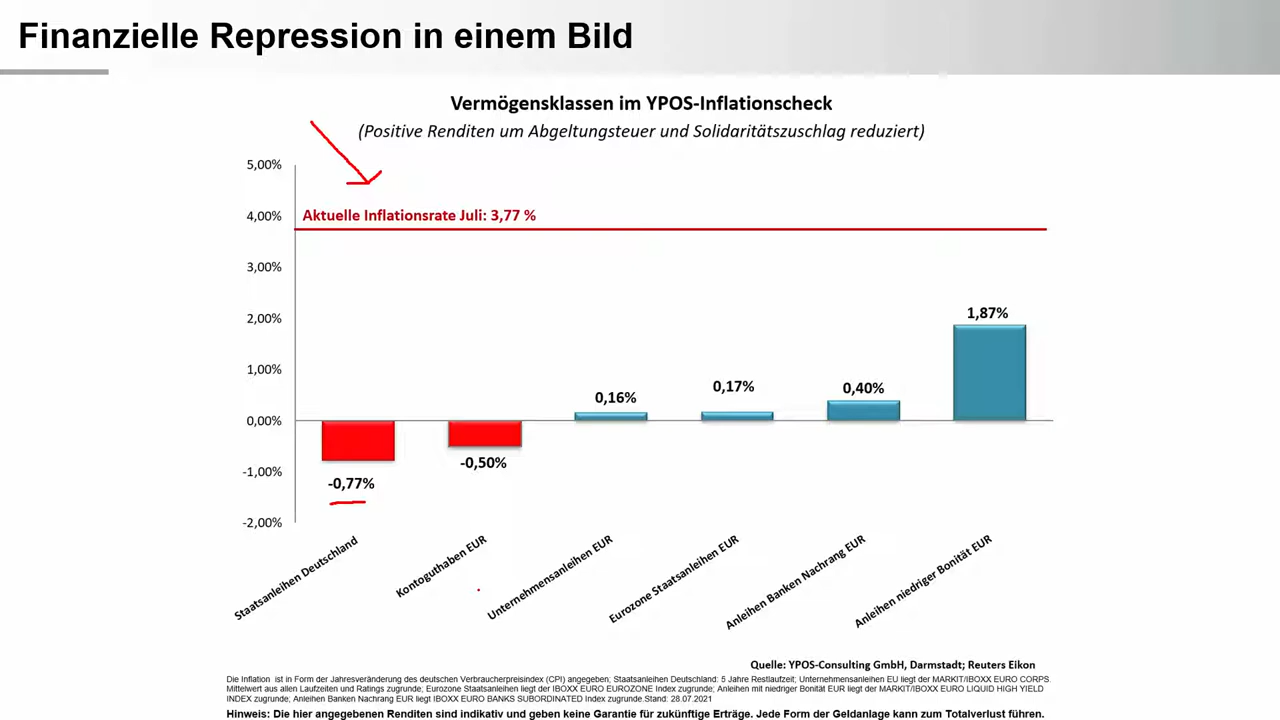 Finanzielle Repression in einem Bild
Vermögensklassen im YPOS-Inflationscheck
(Positive Renditen um Abgeltungsteuer und Solidaritätszuschlag reduziert)
5,00%
4,00%
3,00%
2,00%
1,00%
0,00%
-1,00%
-2,00%
Aktuelle Inflationsrate Juli: 3,77 %
-0,77%
-0,50%
0,16%
0,17%
0,40%
1,87%
Staatsanleihen Deutschland
Kontoguthaben EUR
Unternehmensanleihen EUR
Eurozone Staatsanleihen EUR
Anleihen Banken Nachrang EUR
Anleihen niedriger Bonität EUR
Quelle: YPOS-Consulting GmbH, Darmstadt; Reuters Eikon
Die Inflation ist in Form der Jahresveränderung des deutschen Verbraucherpreisindex (CPI) angegeben; Staatsanleihen Deutschland: 5 Jahre Restlaufzeit; Unternehmensanleihen EU liegt der MARKIT/IBOXX EURO CORPS.
Mittelwert aus allen Laufzeiten und Ratings zugrunde; Eurozone Staatsanleihen liegt der IBOXX EURO EUROZONE Index zugrunde; Anleihen mit niedriger Bonität EUR liegt der MARKIT/IBOXX EURO LIQUID HIGH YIELD
INDEX zugrunde; Anleihen Banken Nachrang EUR liegt IBOXX EURO BANKS SUBORDINATED Index zugrunde.Stand: 28.07.2021
Hinweis: Die hier angegebenen Renditen sind indikativ und geben keine Garantie für zukünftige Erträge. Jede Form der Geldanlage kann zum Totalverlust führen.